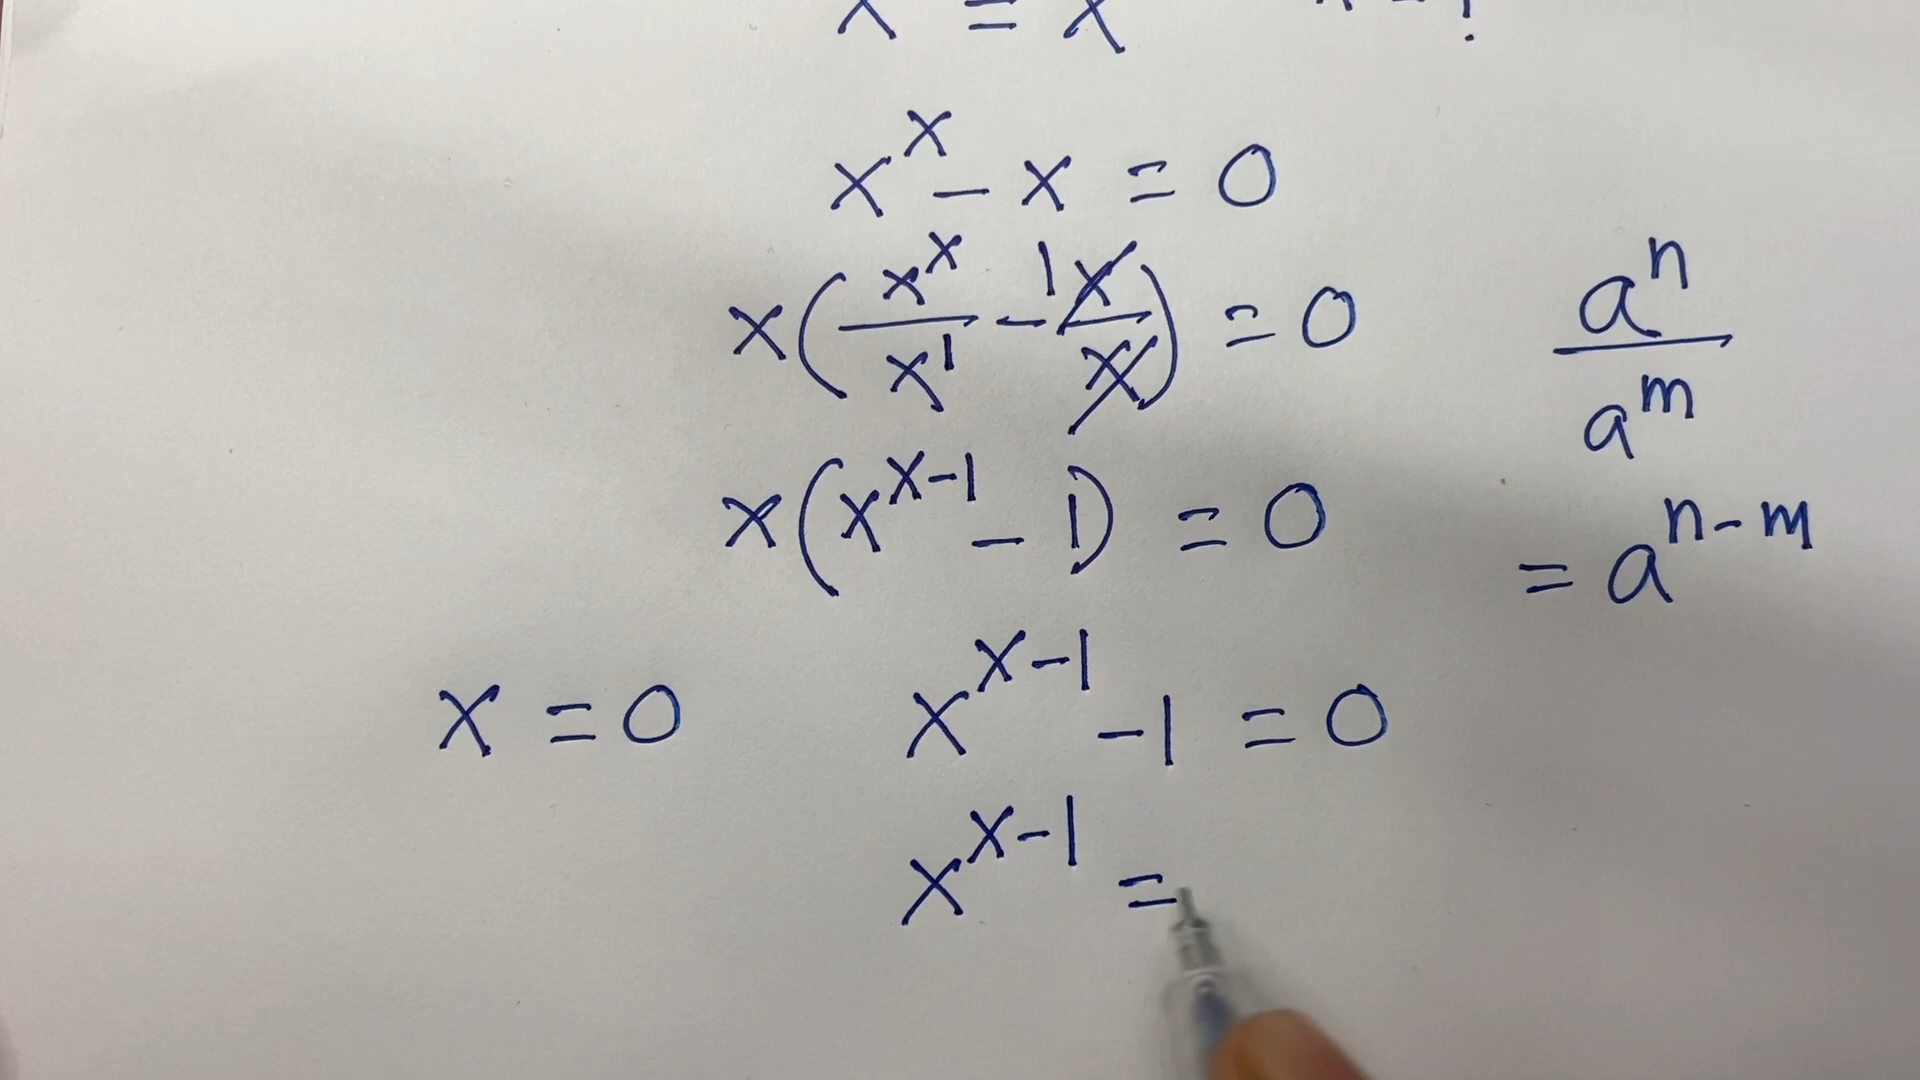 x = x x = ?
x^x - x = 0
x(x^x/x^1 - 1x/x) = 0
a^n/a^m
x(x^(x-1) - 1) = 0
= a^(n-m)
x = 0 x^(x-1) - 1 = 0
x^(x-1) =